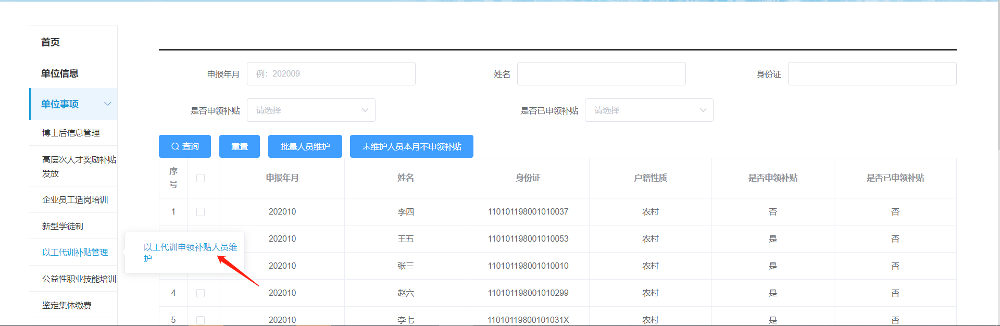 首页
单位信息
单位事项
博士后信息管理
高层次人才奖励补贴
发放
企业员工适岗培训
新型学徒制
以工代训补贴管理
公益性职业技能培训
鉴定集体缴费
以工代训申领补贴人员维
护
申报年月 例：202009 姓名 身份证
是否申领补贴 请选择 是否已申领补贴 请选择
查询 重置 批量人员维护 未维护人员本月不申领补贴
序号 申报年月 姓名 身份证 户籍性质 是否申领补贴 是否已申领补贴
1 202010 李四 110101198001010037 农村 否 否
202010 王五 110101198001010053 农村 是 否
202010 张三 110101198001010010 农村 是 否
4 202010 赵六 110101198001010299 农村 是 否
5 202010 李七 11010119800101031X 农村 是 否